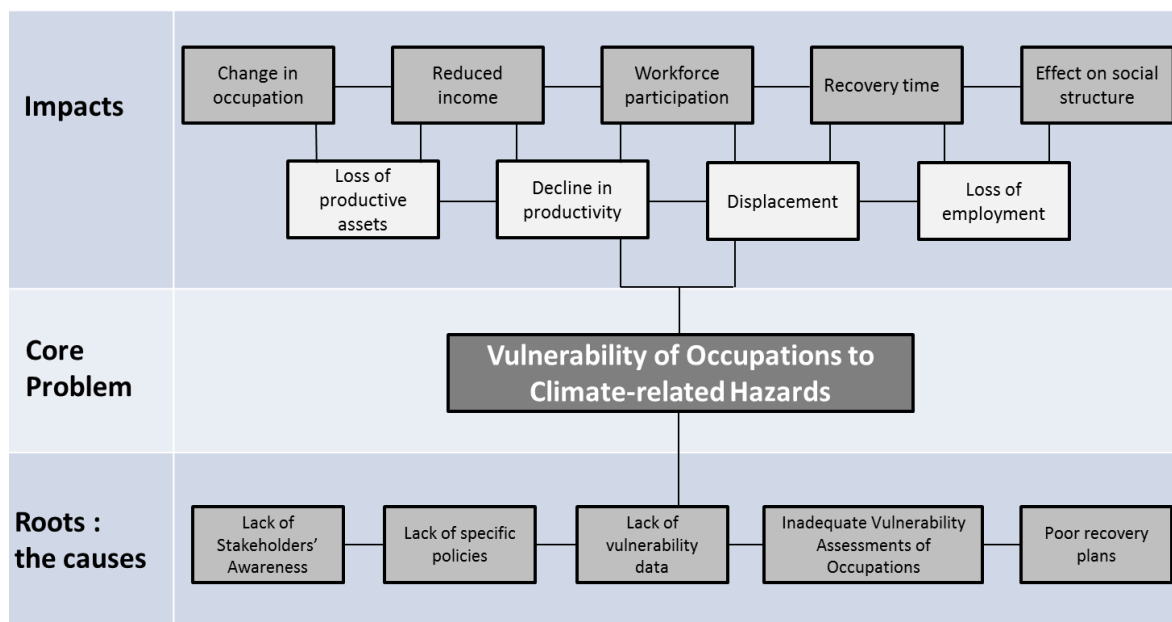 Impacts
Change in
occupation
Reduced
income
Workforce
participation
Recovery time
Effect on social
structure
Loss of
productive
assets
Decline in
productivity
Displacement
Loss of
employment
Core
Problem
Vulnerability of Occupations to
Climate-related Hazards
Roots :
the causes
Lack of
Stakeholders’
Awareness
Lack of specific
policies
Lack of
vulnerability
data
Inadequate Vulnerability
Assessments of
Occupations
Poor recovery
plans